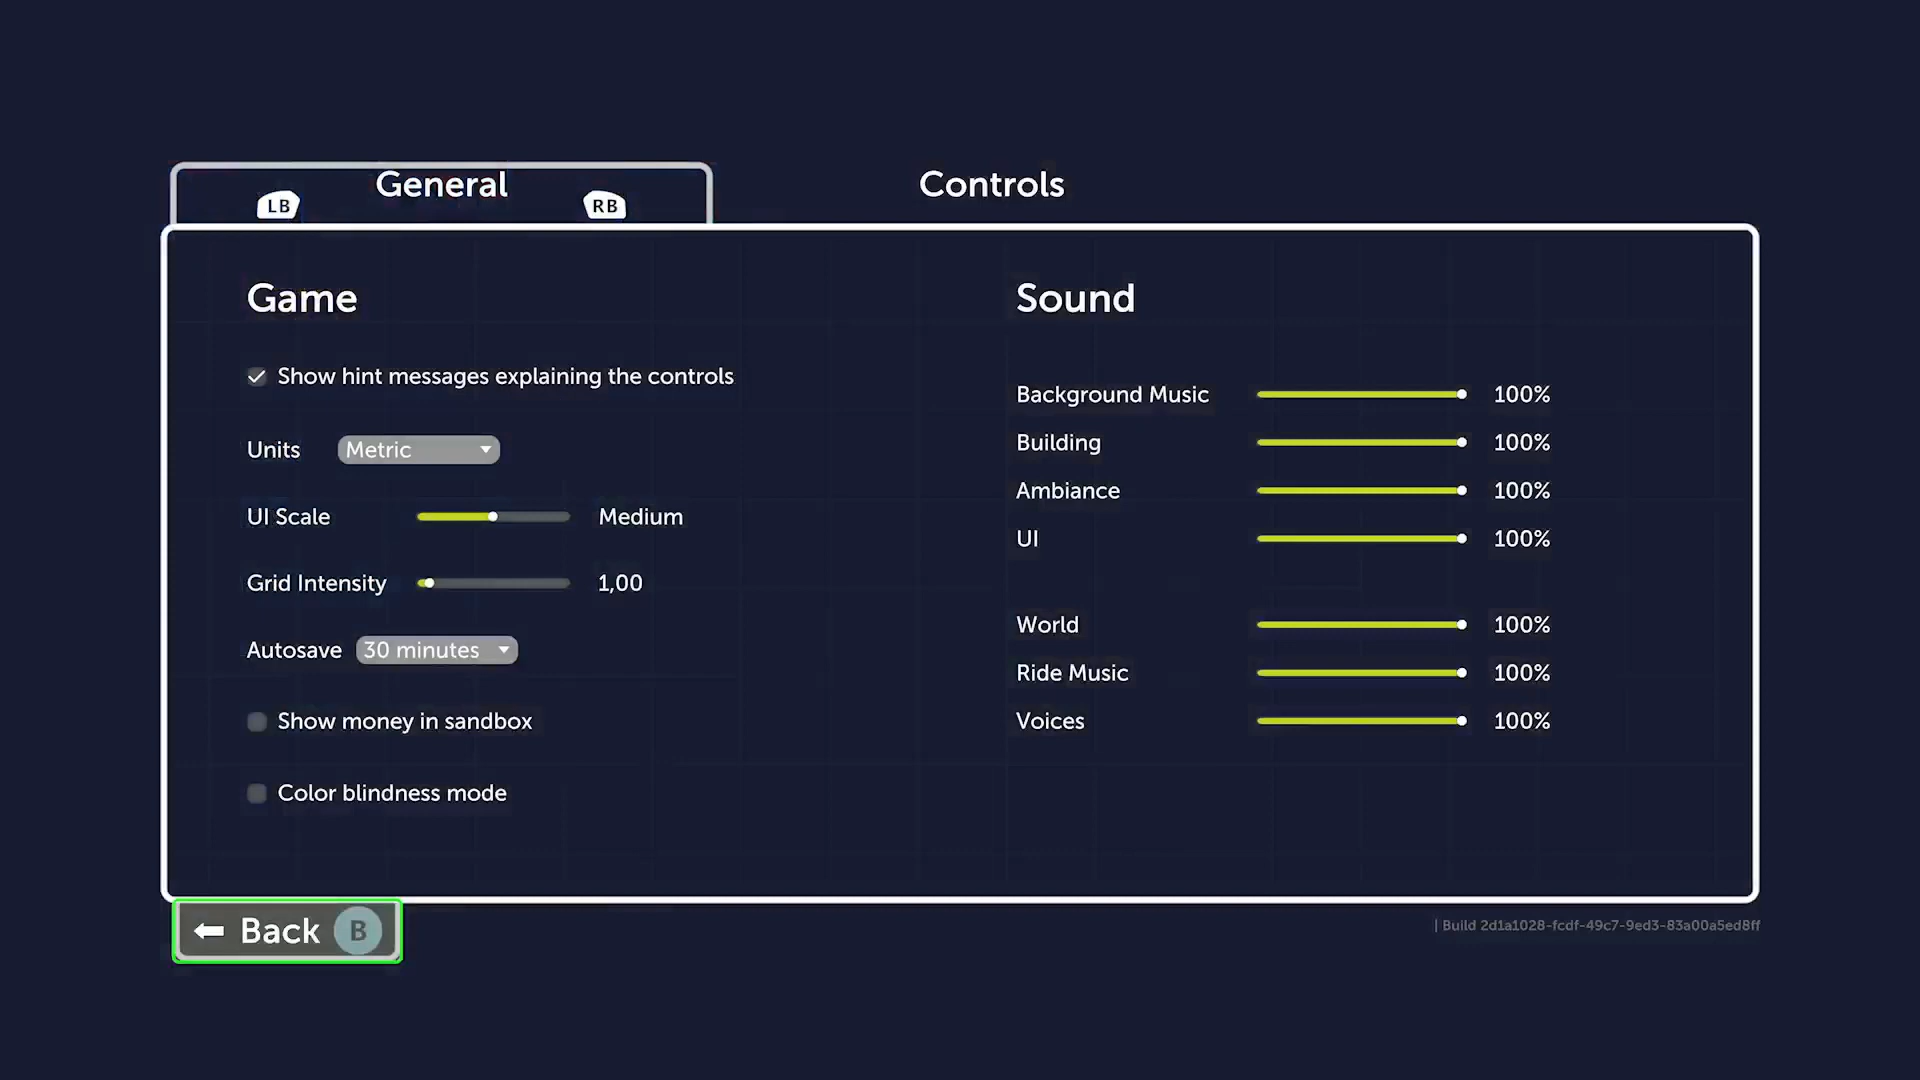 General
LB
RB
Controls
Game
Show hint messages explaining the controls
Units Metric
UI Scale Medium
Grid Intensity 1,00
Autosave 30 minutes
Show money in sandbox
Color blindness mode
Sound
Background Music 100%
Building 100%
Ambiance 100%
UI 100%
World 100%
Ride Music 100%
Voices 100%
Back B
| Build 2d1a1028-fcdf-49c7-9ed3-83a00a5ed8ff